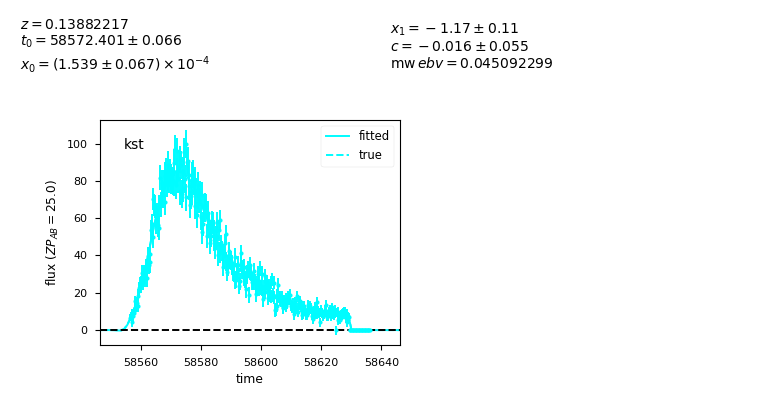 z = 0.13882217
t₀ = 58572.401 ± 0.066
x₀ = (1.539 ± 0.067) × 10⁻⁴
x₁ = −1.17 ± 0.11
c = −0.016 ± 0.055
mw ebv = 0.045092299
kst
fitted
true
100
80
60
40
20
0
flux (ZP_AB = 25.0)
58560 58580 58600 58620 58640
time